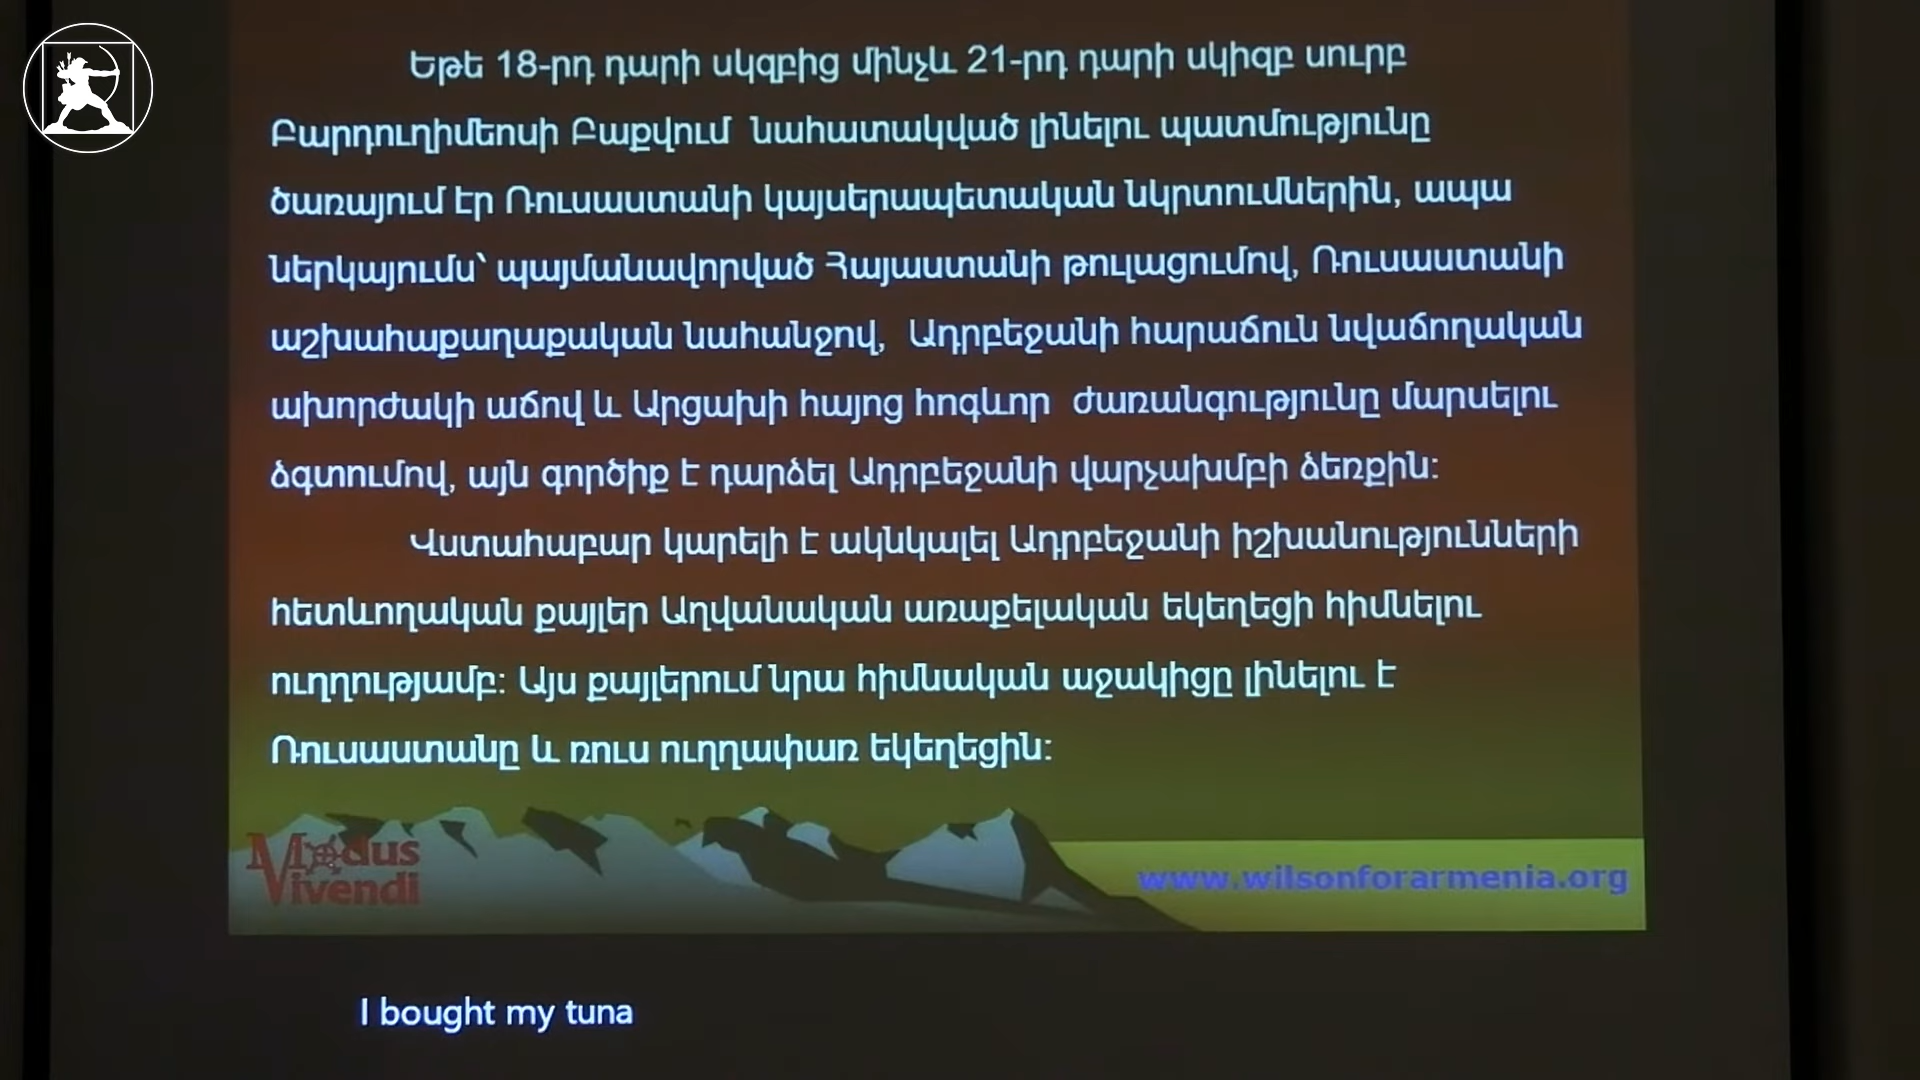 Եթե 18-րդ դարի սկզբից մինչև 21-րդ դարի սկիզբ սուրբ
Բարդուղիմեոսի Բաքվում նահատակված լինելու պատմությունը
ծառայում էր Ռուսաստանի կայսերապետական նկրտումներին, ապա
ներկայումս՝ պայմանավորված Հայաստանի թուլացումով, Ռուսաստանի
աշխահաքաղաքական նահանջով, Ադրբեջանի հարաճուն նվաճողական
ախորժակի աճով և Արցախի հայոց հոգևոր ժառանգությունը մարսելու
ձգտումով, այն գործիք է դարձել Ադրբեջանի վարչախմբի ձեռքին:
Վստահաբար կարելի է ակնկալել Ադրբեջանի իշխանությունների
հետևողական քայլեր Աղվանական առաքելական եկեղեցի հիմնելու
ուղղությամբ: Այս քայլերում նրա հիմնական աջակիցը լինելու է
Ռուսաստանը և ռուս ուղղափառ եկեղեցին:
Modus
Vivendi
www.wilsonforarmenia.org
I bought my tuna